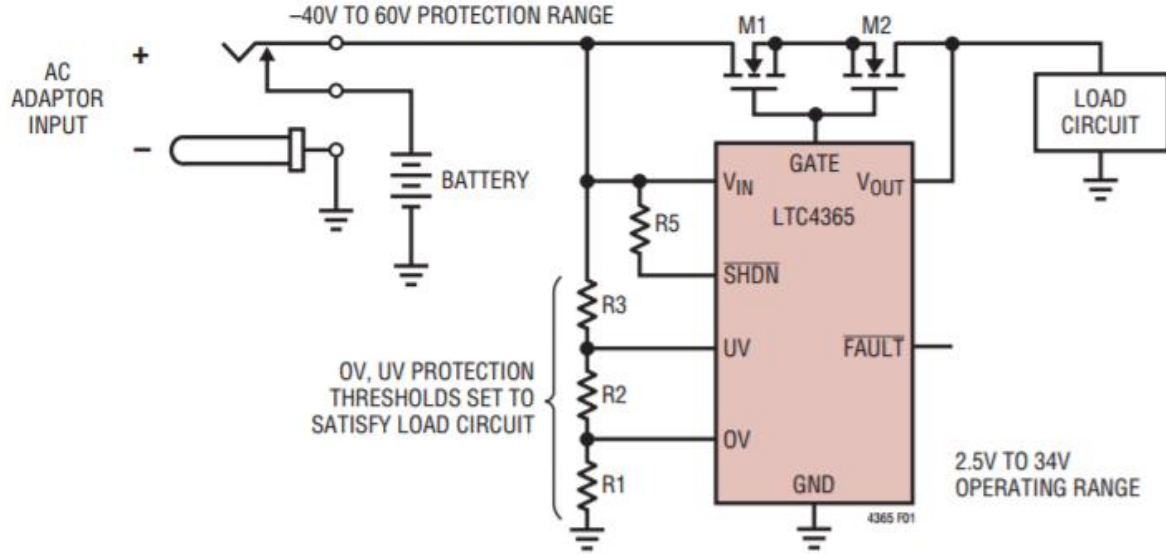 –40V TO 60V PROTECTION RANGE
M1
M2
+
AC
ADAPTOR
INPUT
–
BATTERY
LOAD
CIRCUIT
GATE
VIN
VOUT
LTC4365
R5
SHDN
R3
UV
FAULT
OV, UV PROTECTION
THRESHOLDS SET TO
SATISFY LOAD CIRCUIT
R2
OV
R1
GND
2.5V TO 34V
OPERATING RANGE
4365 F01